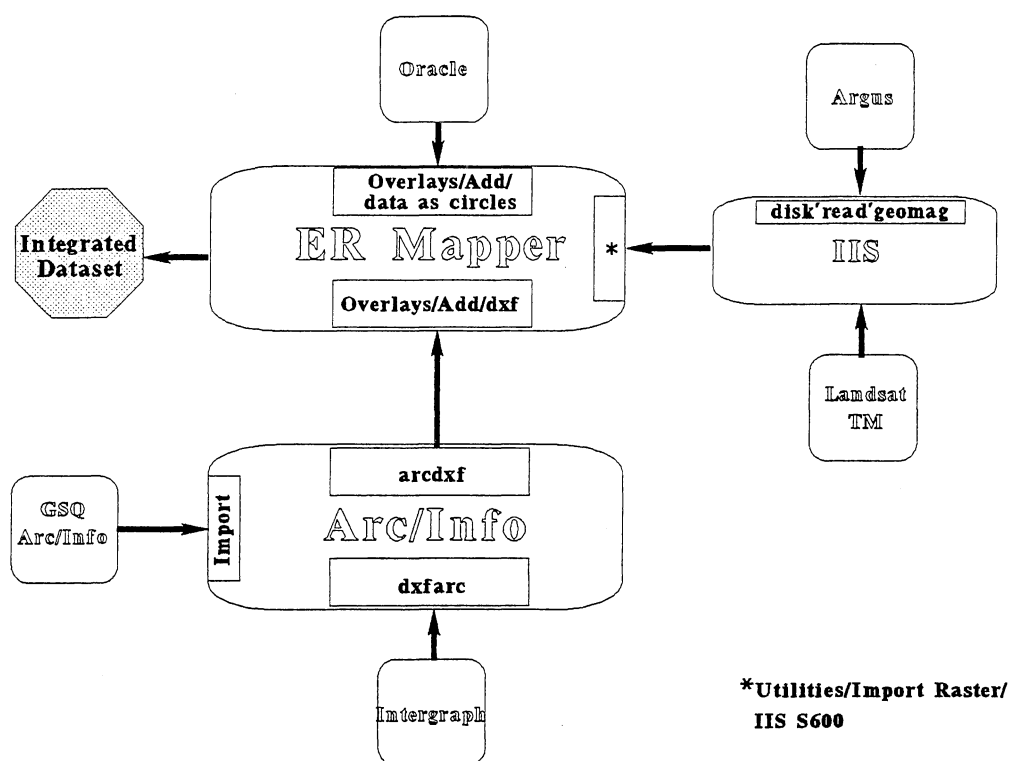 Oracle
Argus
Overlays/Add/
data as circles
disk'read'geomag
Integrated
Dataset
ER Mapper
*
IIS
Overlays/Add/dxf
Landsat
TM
arcdxf
GSQ
Arc/Info
Import
Arc/Info
dxfarc
Intergraph
*Utilities/Import Raster/
IIS S600